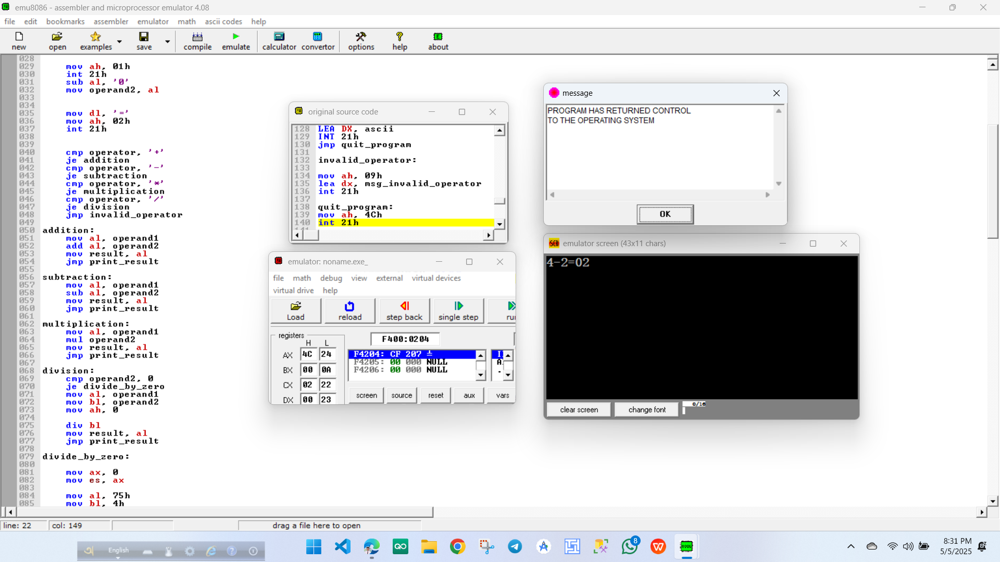 emu8086 - assembler and microprocessor emulator 4.08
file edit bookmarks assembler emulator math ascii codes help
new open examples save compile emulate calculator convertor options help about
028
029 mov ah, 01h
030 int 21h
031 sub al, '0'
032 mov operand2, al
033
034
035 mov dl, '='
036 mov ah, 02h
037 int 21h
038
039
040 cmp operator, '+'
041 je addition
042 cmp operator, '-'
043 je subtraction
044 cmp operator, '*'
045 je multiplication
046 cmp operator, '/'
047 je division
048 jmp invalid_operator
049
050 addition:
051 mov al, operand1
052 add al, operand2
053 mov result, al
054 jmp print_result
055
056 subtraction:
057 mov al, operand1
058 sub al, operand2
059 mov result, al
060 jmp print_result
061
062 multiplication:
063 mov al, operand1
064 mul operand2
065 mov result, al
066 jmp print_result
067
068 division:
069 cmp operand2, 0
070 je divide_by_zero
071 mov al, operand1
072 mov bl, operand2
073 mov ah, 0
074
075 div bl
076 mov result, al
077 jmp print_result
078
079 divide_by_zero:
080
081 mov ax, 0
082 mov es, ax
083
084 mov al, 75h
085 mov bl, 4h
original source code
128 LEA DX, ascii
129 INT 21h
130 jmp quit_program
131
132 invalid_operator:
133
134 mov ah, 09h
135 lea dx, msg_invalid_operator
136 int 21h
137
138 quit_program:
139 mov ah, 4Ch
140 int 21h
emulator: noname.exe_
file math debug view external virtual devices
virtual drive help
Load reload step back single step
registers
H L
F400:0204
AX 4C 24
BX 00 0A
CX 02 22
DX 00 23
F4204: CF 207 ╧
F4205: 00 000 NULL
F4206: 00 000 NULL
screen source reset aux vars
message
PROGRAM HAS RETURNED CONTROL
TO THE OPERATING SYSTEM
OK
emulator screen (43x11 chars)
4-2=02
clear screen change font 0/16
line: 22 col: 149 drag a file here to open
English
8
8:31 PM
5/5/2025